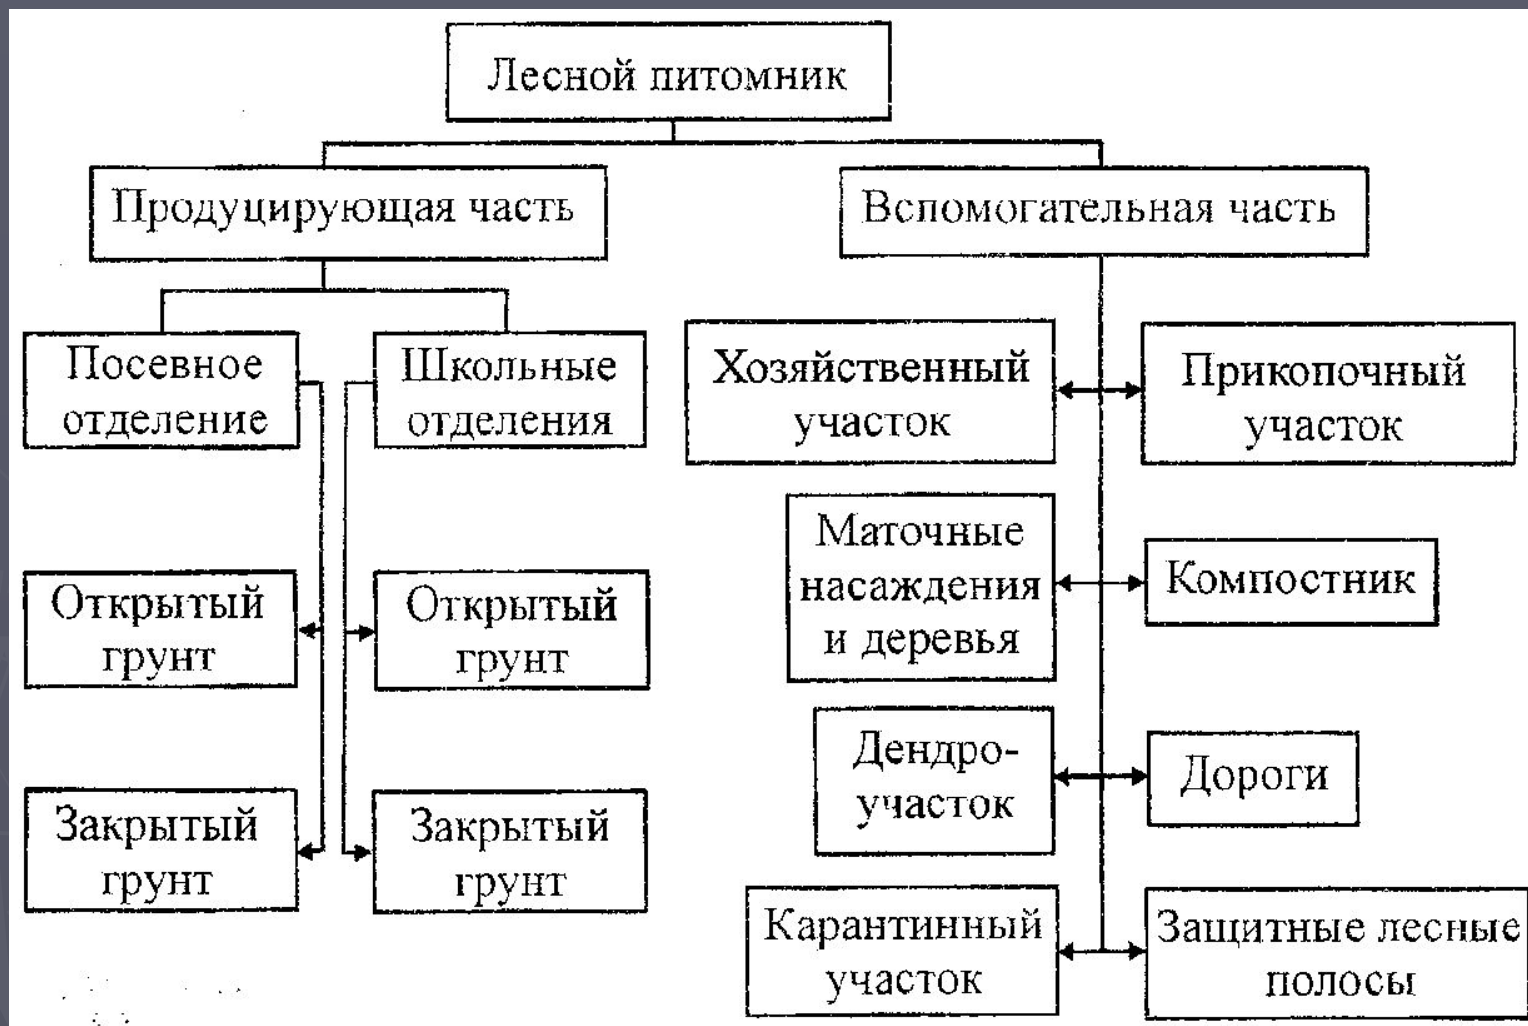 Лесной питомник
Продуцирующая часть
Вспомогательная часть
Посевное
отделение
Школьные
отделения
Хозяйственный
участок
Прикопочный
участок
Открытый
грунт
Открытый
грунт
Маточные
насаждения
и деревья
Компостник
Закрытый
грунт
Закрытый
грунт
Дендро-
участок
Дороги
Карантинный
участок
Защитные лесные
полосы